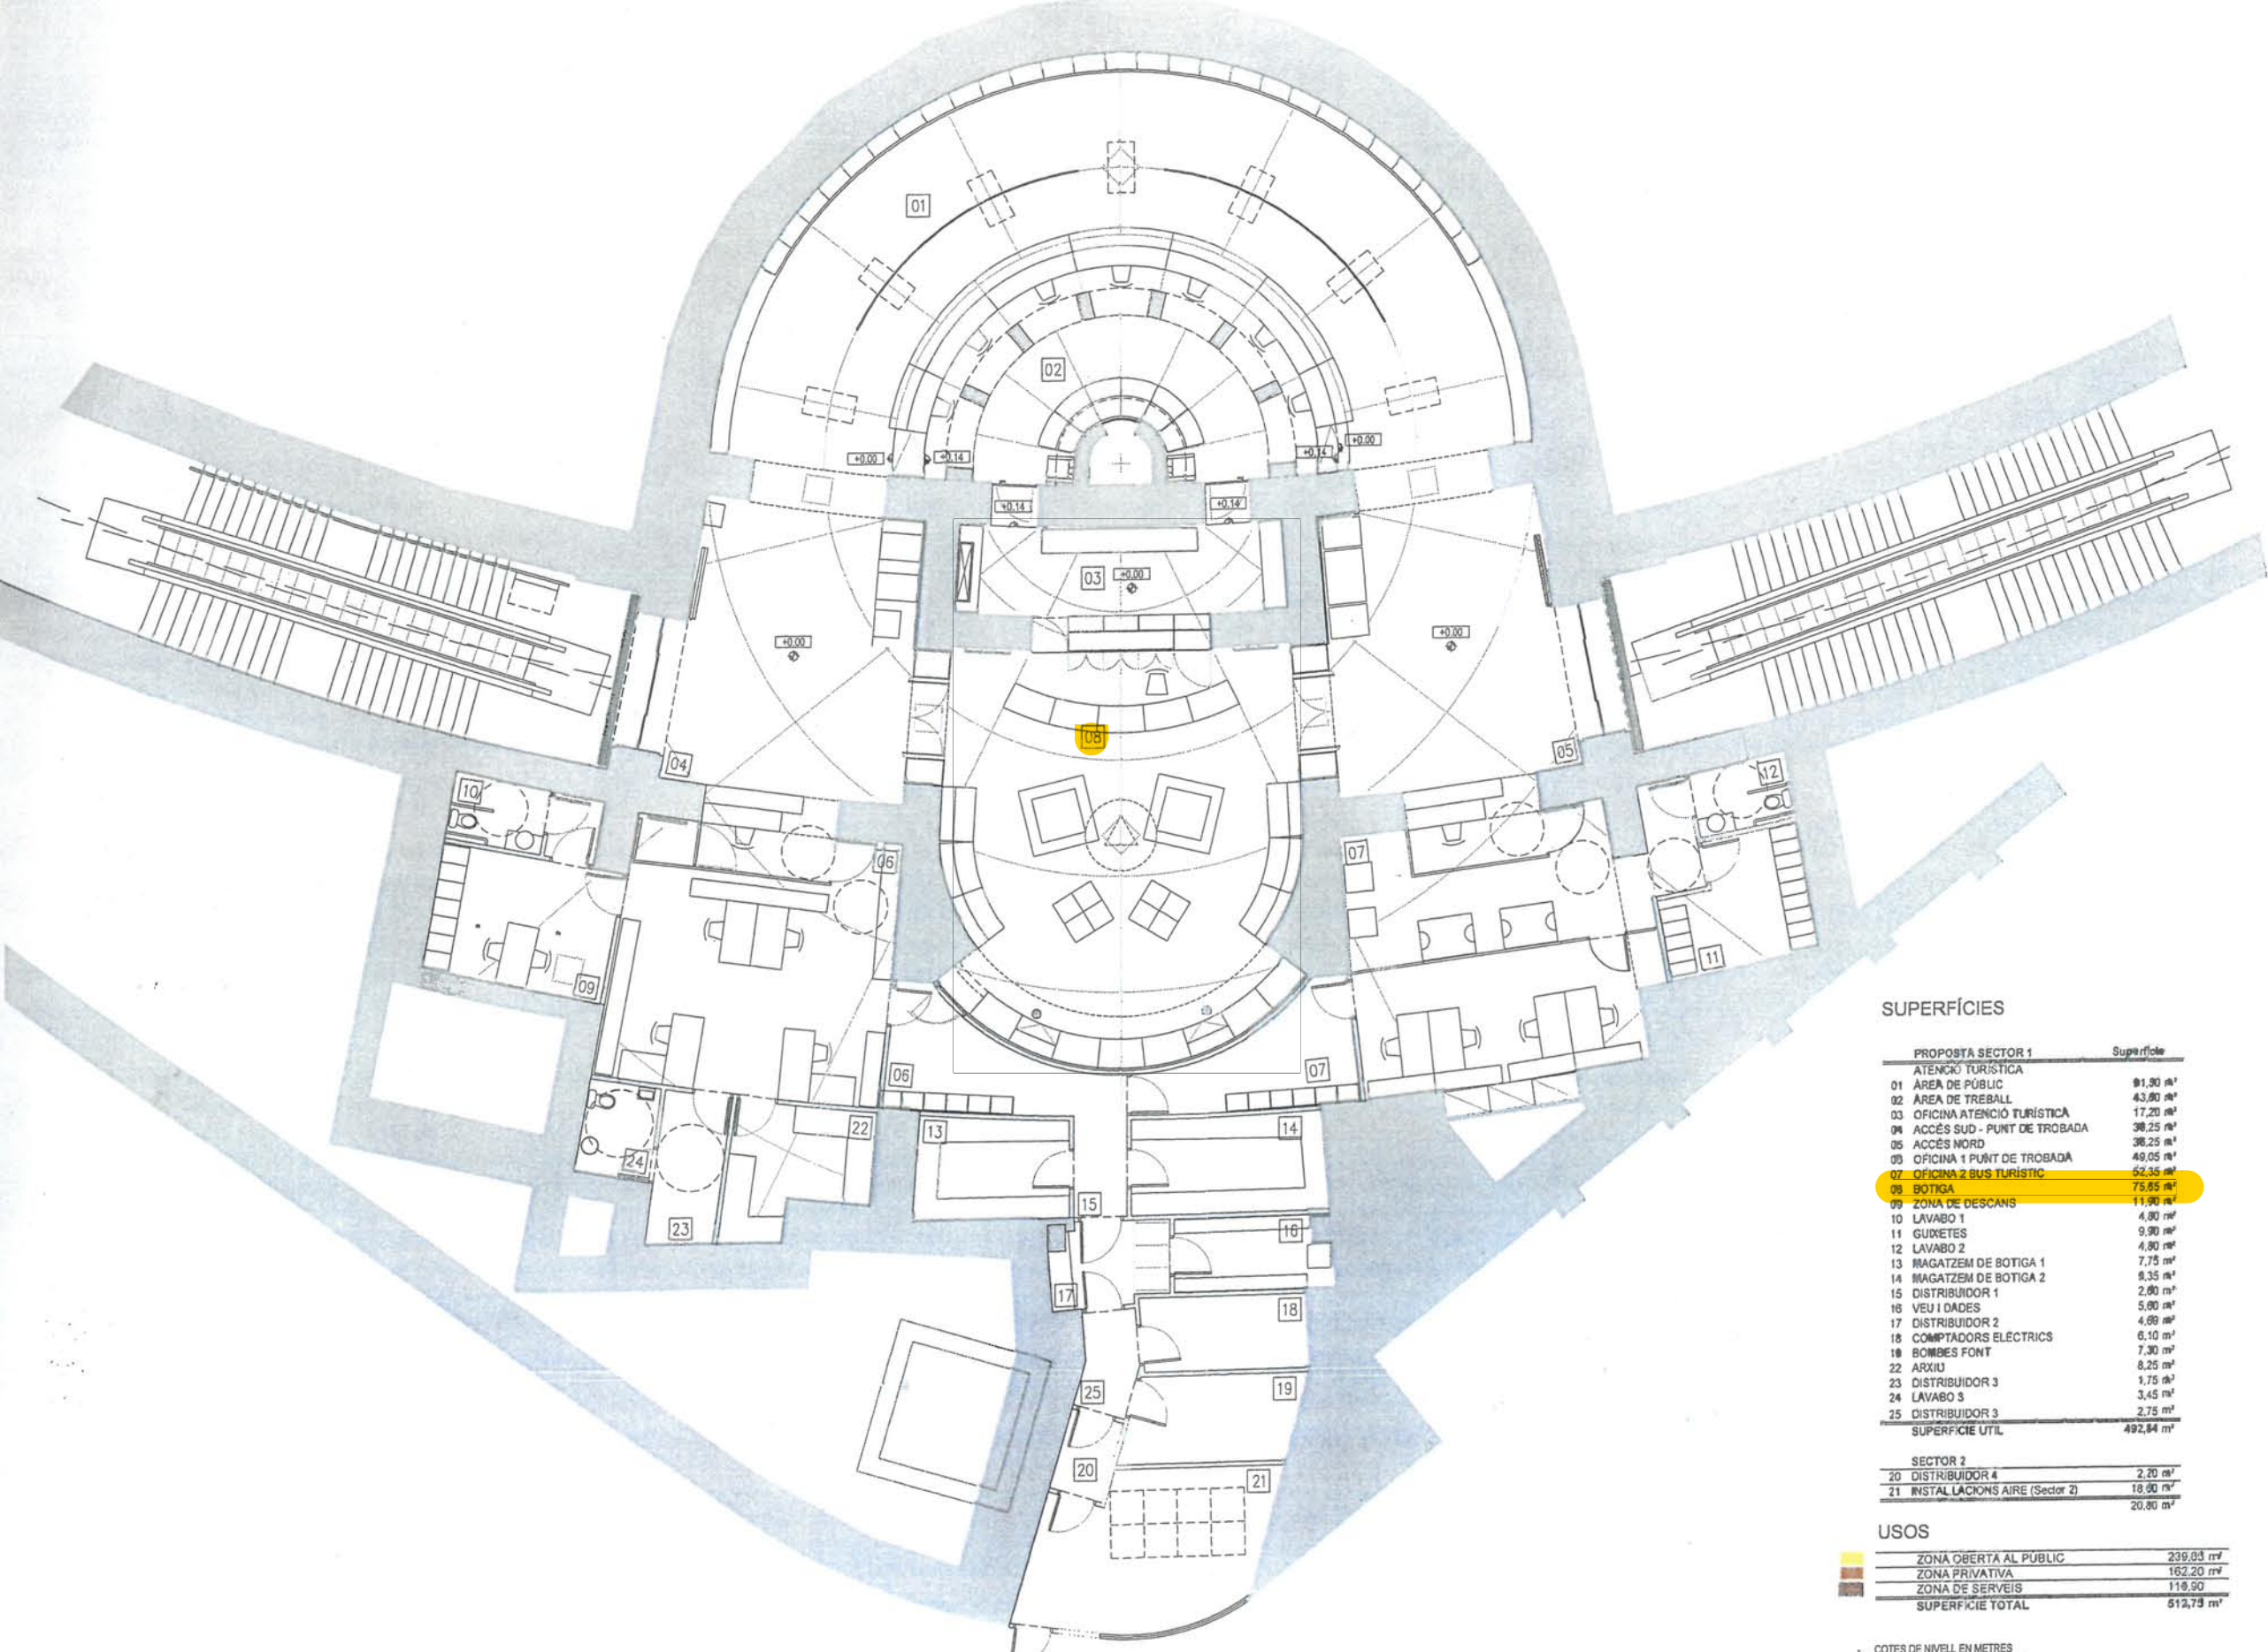 01
02
+0.00
+0.14
+0.14
+0.00
+0.14
+0.14
03
+0.00
+0.00
+0.00
08
04
05
10
12
06
07
09
11
06
07
22
13
14
24
15
23
16
17
18
25
19
20
21
SUPERFÍCIES
PROPOSTA SECTOR 1 Superfície
ATENCIÓ TURÍSTICA
01 ÀREA DE PÚBLIC 91,90 m²
02 ÀREA DE TREBALL 43,60 m²
03 OFICINA ATENCIÓ TURÍSTICA 17,20 m²
04 ACCÉS SUD - PUNT DE TROBADA 38,25 m²
05 ACCÉS NORD 38,25 m²
06 OFICINA 1 PUNT DE TROBADA 49,05 m²
07 OFICINA 2 BUS TURÍSTIC 52,35 m²
08 BOTIGA 75,65 m²
09 ZONA DE DESCANS 11,90 m²
10 LAVABO 1 4,80 m²
11 GUIXETES 9,90 m²
12 LAVABO 2 4,80 m²
13 MAGATZEM DE BOTIGA 1 7,75 m²
14 MAGATZEM DE BOTIGA 2 9,35 m²
15 DISTRIBUIDOR 1 2,60 m²
16 VEU I DADES 5,60 m²
17 DISTRIBUIDOR 2 4,69 m²
18 COMPTADORS ELÈCTRICS 6,10 m²
19 BOMBES FONT 7,30 m²
22 ARXIU 8,25 m²
23 DISTRIBUIDOR 3 1,75 m²
24 LAVABO 3 3,45 m²
25 DISTRIBUIDOR 3 2,75 m²
SUPERFÍCIE UTIL 492,84 m²
SECTOR 2
20 DISTRIBUIDOR 4 2,20 m²
21 INSTAL.LACIONS AIRE (Sector 2) 18,60 m²
20,80 m²
USOS
ZONA OBERTA AL PÚBLIC m²
ZONA PRIVATIVA 162,20 m²
ZONA DE SERVEIS
SUPERFÍCIE TOTAL 512,75 m²
COTES DE NIVELL EN METRES